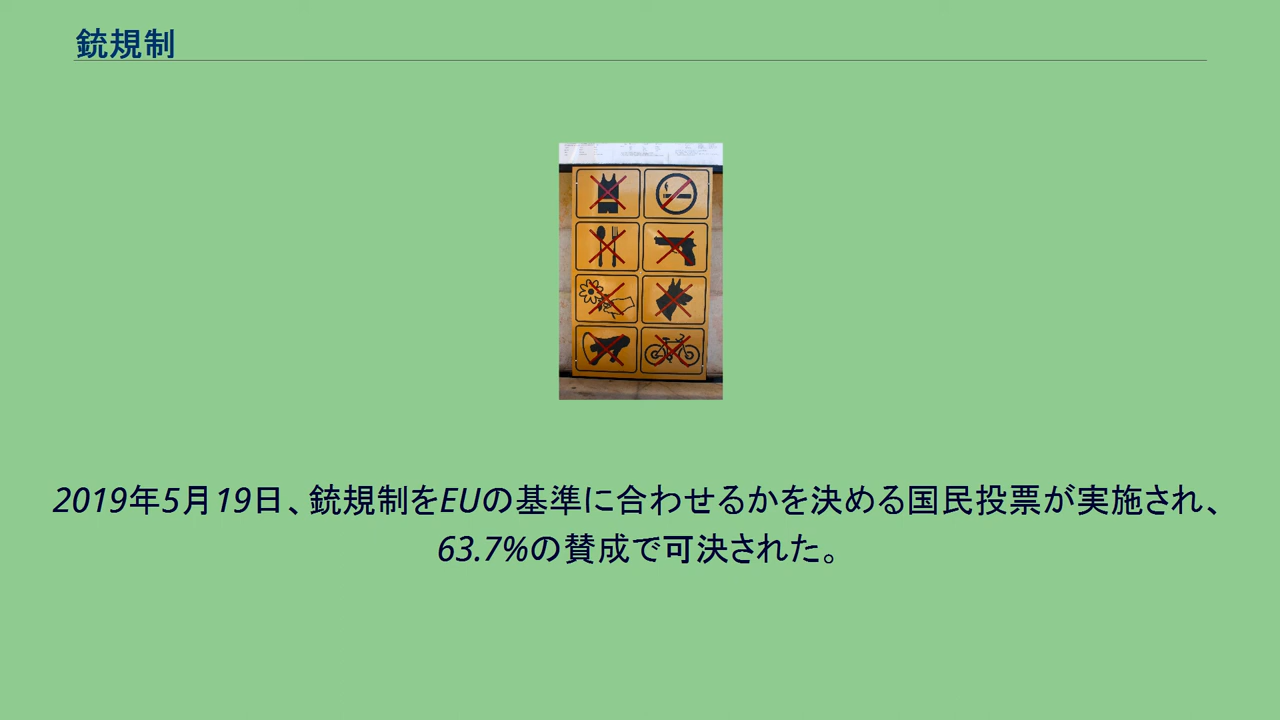 銃規制
2019年5月19日、銃規制をEUの基準に合わせるかを決める国民投票が実施され、
63.7%の賛成で可決された。